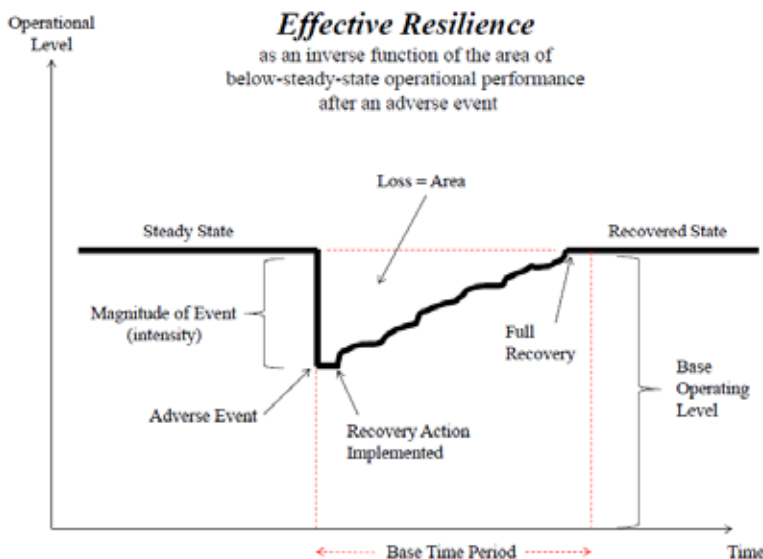 Operational
Level
Effective Resilience
as an inverse function of the area of
below-steady-state operational performance
after an adverse event
Loss = Area
Steady State
Recovered State
Magnitude of Event
(intensity)
Full
Recovery
Base
Operating
Level
Adverse Event
Recovery Action
Implemented
Base Time Period
Time